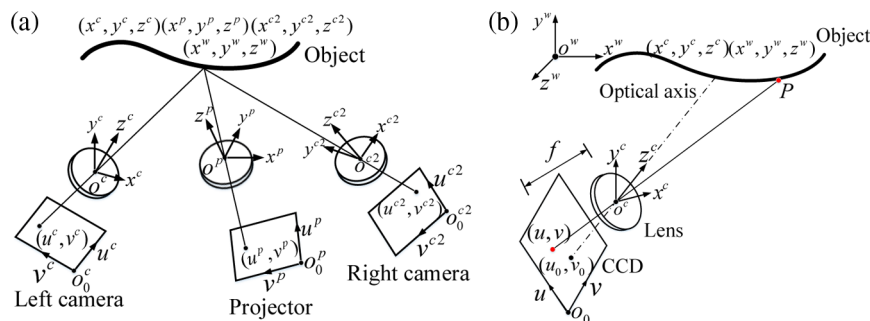 (a)
(x^c, y^c, z^c)(x^p, y^p, z^p)(x^{c2}, y^{c2}, z^{c2})
(x^w, y^w, z^w)
Object
y^c
z^c
o^c
x^c
z^p
y^p
o^p
x^p
z^{c2}
x^{c2}
y^{c2}
o^{c2}
(u^c, v^c)
u^c
v^c
o_0^c
Left camera
(u^p, v^p)
u^p
v^p
o_0^p
Projector
(u^{c2}, v^{c2})
u^{c2}
o_0^{c2}
v^{c2}
Right camera
(b)
y^w
o^w
x^w
z^w
(x^c, y^c, z^c)(x^w, y^w, z^w)
Object
Optical axis
P
f
y^c
z^c
x^c
o^c
Lens
(u, v)
(u_0, v_0)
CCD
u
v
o_0